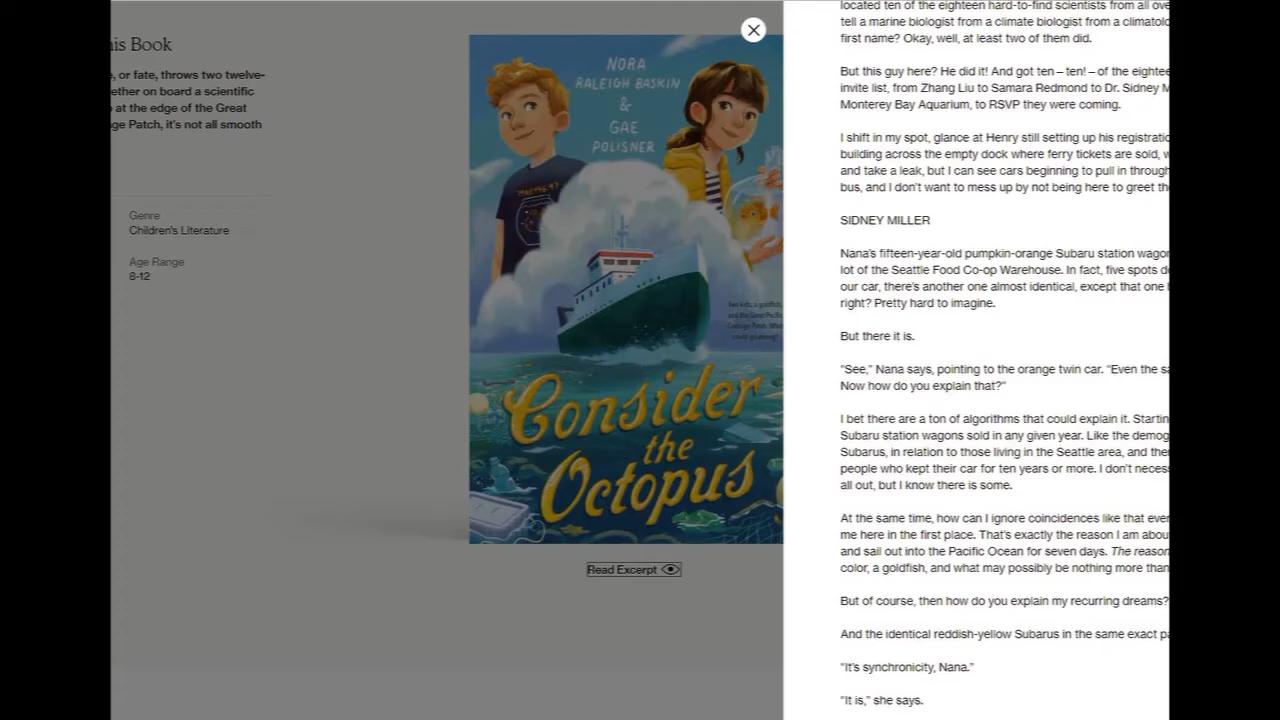 his Book
, or fate, throws two twelve-
ether on board a scientific
at the edge of the Great
ge Patch, it's not all smooth
Genre
Children's Literature
Age Range
8-12
NORA
RALEIGH BASKIN
&
GAE
POLISNER
Two kids, a goldfish,
and the Great Pacific
Garbage Patch. What
could go wrong?
Consider
the
Octopus
Read Excerpt
located ten of the eighteen hard-to-find scientists from all ove
tell a marine biologist from a climate biologist from a climatolo
first name? Okay, well, at least two of them did.
But this guy here? He did it! And got ten – ten! – of the eightee
invite list, from Zhang Liu to Samara Redmond to Dr. Sidney M
Monterey Bay Aquarium, to RSVP they were coming.
I shift in my spot, glance at Henry still setting up his registratio
building across the empty dock where ferry tickets are sold, w
and take a leak, but I can see cars beginning to pull in through
bus, and I don't want to mess up by not being here to greet th
SIDNEY MILLER
Nana's fifteen-year-old pumpkin-orange Subaru station wagon
lot of the Seattle Food Co-op Warehouse. In fact, five spots do
our car, there's another one almost identical, except that one
right? Pretty hard to imagine.
But there it is.
"See," Nana says, pointing to the orange twin car. "Even the sa
Now how do you explain that?"
I bet there are a ton of algorithms that could explain it. Startin
Subaru station wagons sold in any given year. Like the demog
Subarus, in relation to those living in the Seattle area, and the
people who kept their car for ten years or more. I don't neces
all out, but I know there is some.
At the same time, how can I ignore coincidences like that eve
me here in the first place. That's exactly the reason I am abou
and sail out into the Pacific Ocean for seven days. The reason
color, a goldfish, and what may possibly be nothing more than
But of course, then how do you explain my recurring dreams?
And the identical reddish-yellow Subarus in the same exact pa
"It's synchronicity, Nana."
"It is," she says.